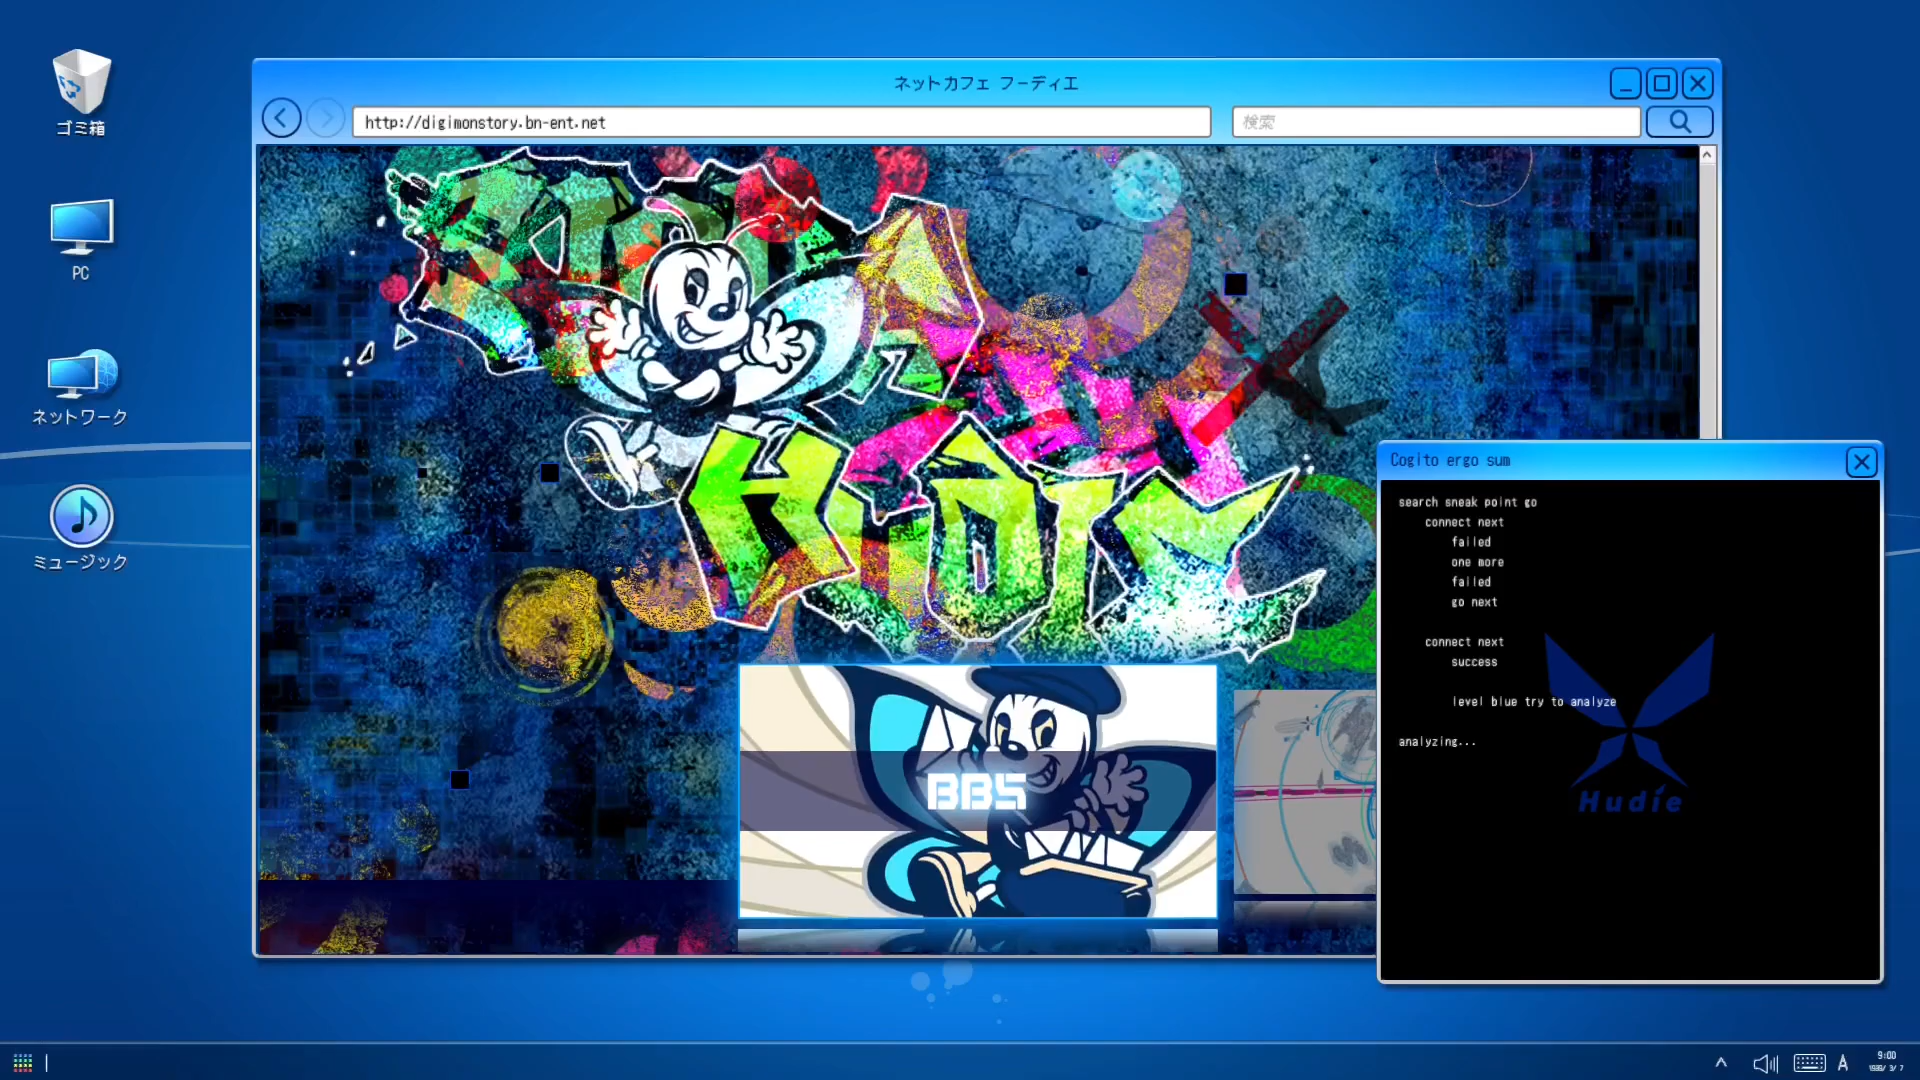 ゴミ箱
PC
ネットワーク
ミュージック
ネットカフェ フーディエ
http://digimonstory.bn-ent.net
検索
HUDIE
BBS
Cogito ergo sum
search sneak point go
connect next
failed
one more
failed
go next
connect next
success
level blue try to analyze
analyzing...
Hudie
A
9:00